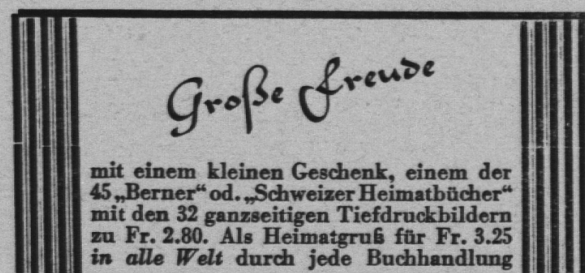 Große Freude
mit einem kleinen Geschenk, einem der
45 „Berner“ od. „Schweizer Heimatbücher“
mit den 32 ganzseitigen Tiefdruckbildern
zu Fr. 2.80. Als Heimatgruß für Fr. 3.25
in alle Welt durch jede Buchhandlung